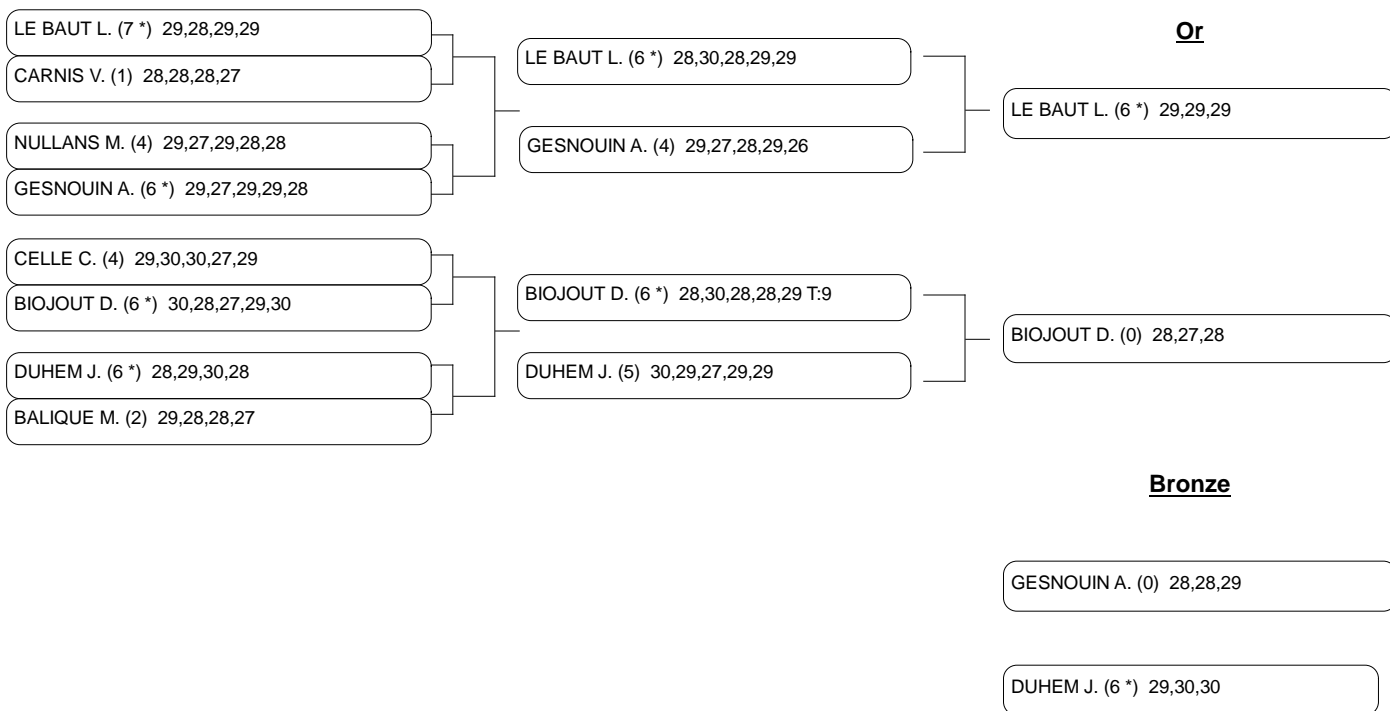 LE BAUT L. (7 *) 29,28,29,29
CARNIS V. (1) 28,28,28,27
NULLANS M. (4) 29,27,29,28,28
GESNOUIN A. (6 *) 29,27,29,29,28
CELLE C. (4) 29,30,30,27,29
BIOJOUT D. (6 *) 30,28,27,29,30
DUHEM J. (6 *) 28,29,30,28
BALIQUE M. (2) 29,28,28,27
LE BAUT L. (6 *) 28,30,28,29,29
GESNOUIN A. (4) 29,27,28,29,26
BIOJOUT D. (6 *) 28,30,28,28,29 T:9
DUHEM J. (5) 30,29,27,29,29
Or
LE BAUT L. (6 *) 29,29,29
BIOJOUT D. (0) 28,27,28
Bronze
GESNOUIN A. (0) 28,28,29
DUHEM J. (6 *) 29,30,30